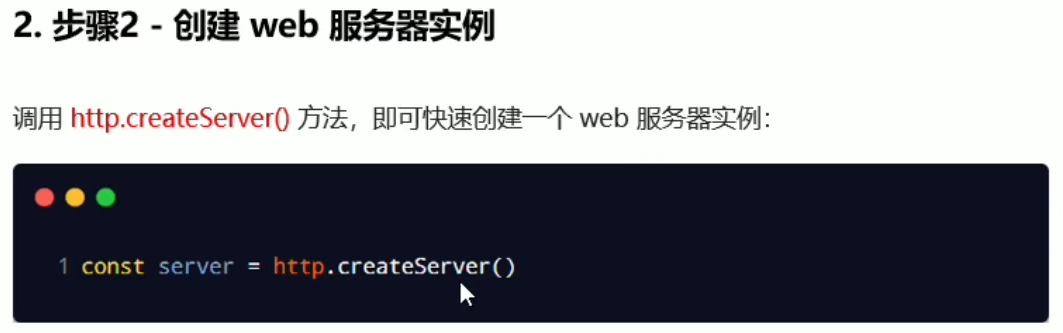 2. 步骤2 - 创建 web 服务器实例
调用 http.createServer() 方法，即可快速创建一个 web 服务器实例：
1 const server = http.createServer()